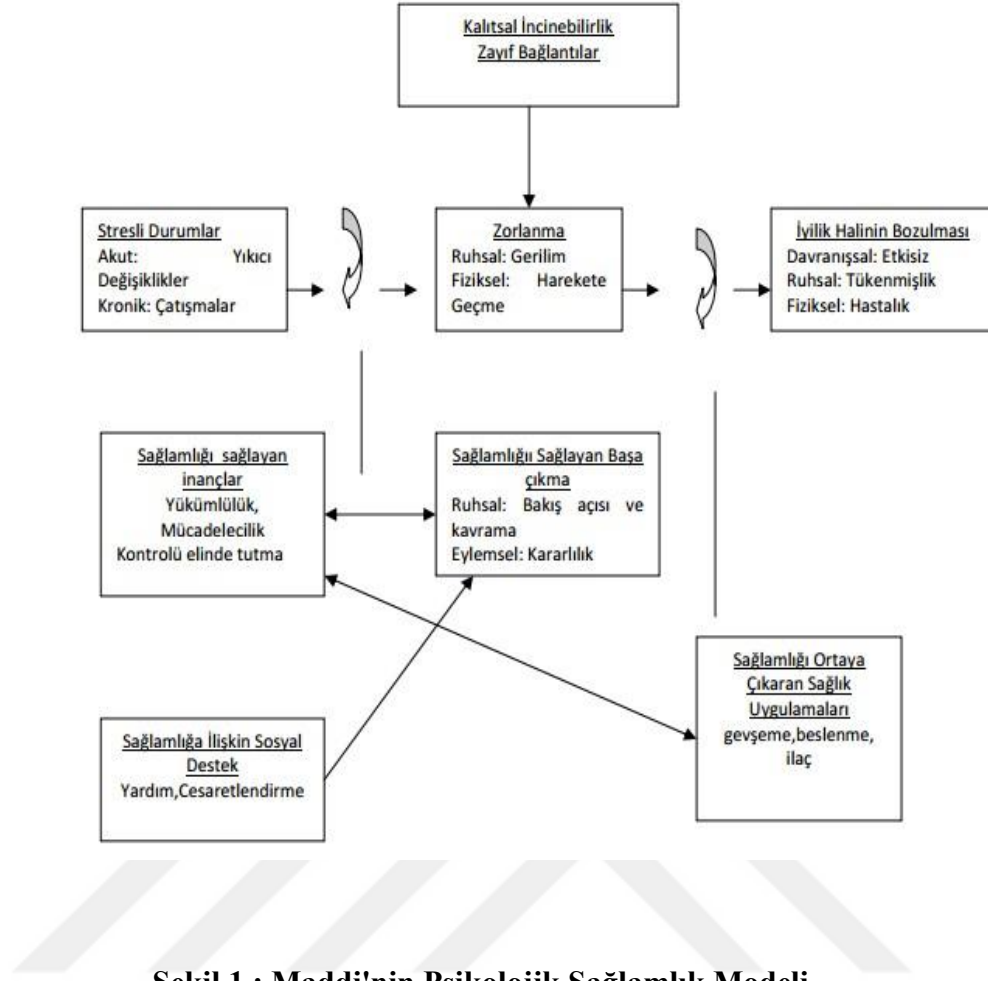 Kalıtsal İncinebilirlik
Zayıf Bağlantılar
Stresli Durumlar
Akut: Yıkıcı
Değişiklikler
Kronik: Çatışmalar
Zorlanma
Ruhsal: Gerilim
Fiziksel: Harekete
Geçme
İyilik Halinin Bozulması
Davranışsal: Etkisiz
Ruhsal: Tükenmişlik
Fiziksel: Hastalık
Sağlamlığı sağlayan
inançlar
Yükümlülük,
Mücadelecilik
Kontrolü elinde tutma
Sağlamlığıı Sağlayan Başa
çıkma
Ruhsal: Bakış açısı ve
kavrama
Eylemsel: Kararlılık
Sağlamlığı Ortaya
Çıkaran Sağlık
Uygulamaları
gevşeme,beslenme,
ilaç
Sağlamlığa İlişkin Sosyal
Destek
Yardım,Cesaretlendirme
Şekil 1.: Maddi'nin Psikolojik Sağlamlık Modeli